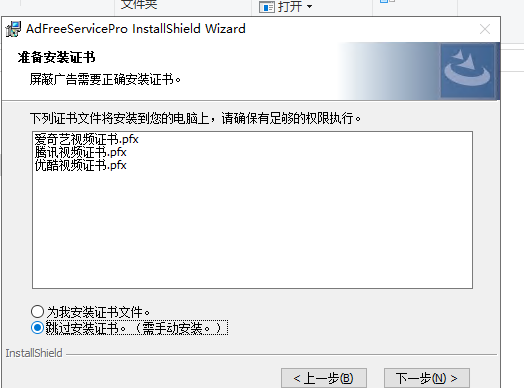 文件夹
打开
AdFreeServicePro InstallShield Wizard
准备安装证书
屏蔽广告需要正确安装证书。
下列证书文件将安装到您的电脑上，请确保有足够的权限执行。
爱奇艺视频证书.pfx
腾讯视频证书.pfx
优酷视频证书.pfx
为我安装证书文件。
跳过安装证书。（需手动安装。）
InstallShield
< 上一步(B)
下一步(N) >